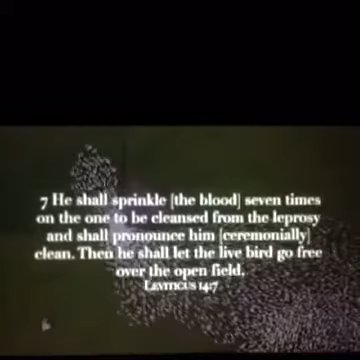 7 He shall sprinkle [the blood] seven times
on the one to be cleansed from the leprosy
and shall pronounce him [ceremonially]
clean. Then he shall let the live bird go free
over the open field.
Leviticus 14:7